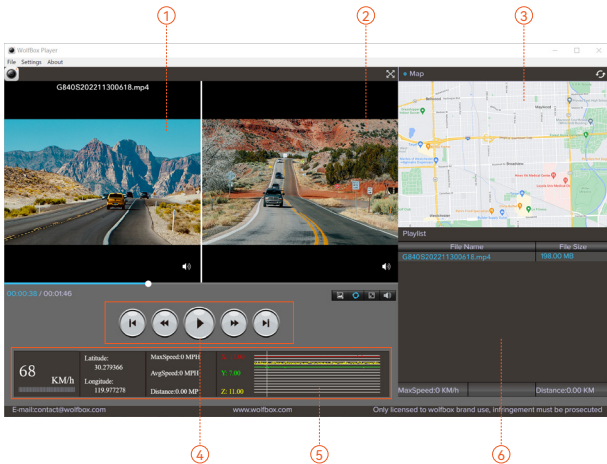 1 2 3
WolfBox Player
File Settings About
G840S202211300618.mp4
Map
Playlist
File Name File Size
G840S202211300618.mp4 198.00 MB
00:00:39 / 00:01:46
68 KM/h
Latitude:
30.279366
Longitude:
119.977278
MaxSpeed:0 MPH
AvgSpeed:0 MPH
Distance:0.00 MP
Y: 7.00
Z: 11.00
MaxSpeed:0 KM/h Distance:0.00 KM
E-mail:contact@wolfbox.com www.wolfbox.com Only licensed to wolfbox brand use, infringement must be prosecuted
4 5 6